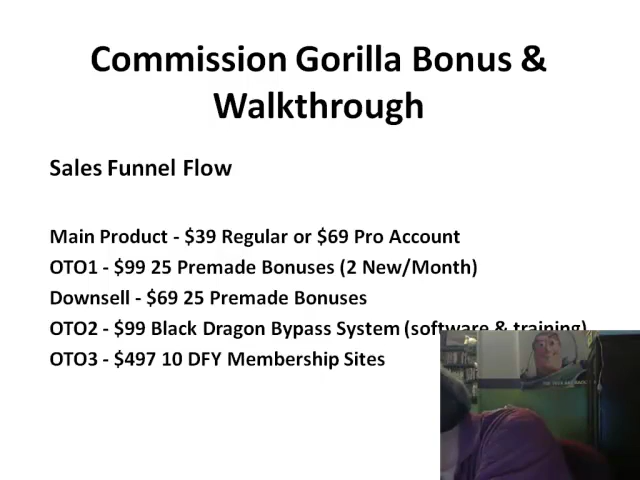 Commission Gorilla Bonus &
Walkthrough
Sales Funnel Flow
Main Product - $39 Regular or $69 Pro Account
OTO1 - $99 25 Premade Bonuses (2 New/Month)
Downsell - $69 25 Premade Bonuses
OTO2 - $99 Black Dragon Bypass System (software & training)
OTO3 - $497 10 DFY Membership Sites